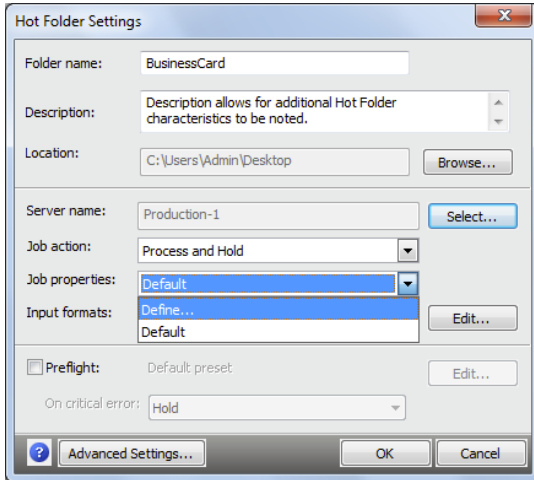 Hot Folder Settings
Folder name: BusinessCard
Description: Description allows for additional Hot Folder
characteristics to be noted.
Location: C:\Users\Admin\Desktop Browse...
Server name: Production-1 Select...
Job action: Process and Hold
Job properties: Default
Input formats: Define... Edit...
Default
Preflight: Default preset Edit...
On critical error: Hold
? Advanced Settings... OK Cancel